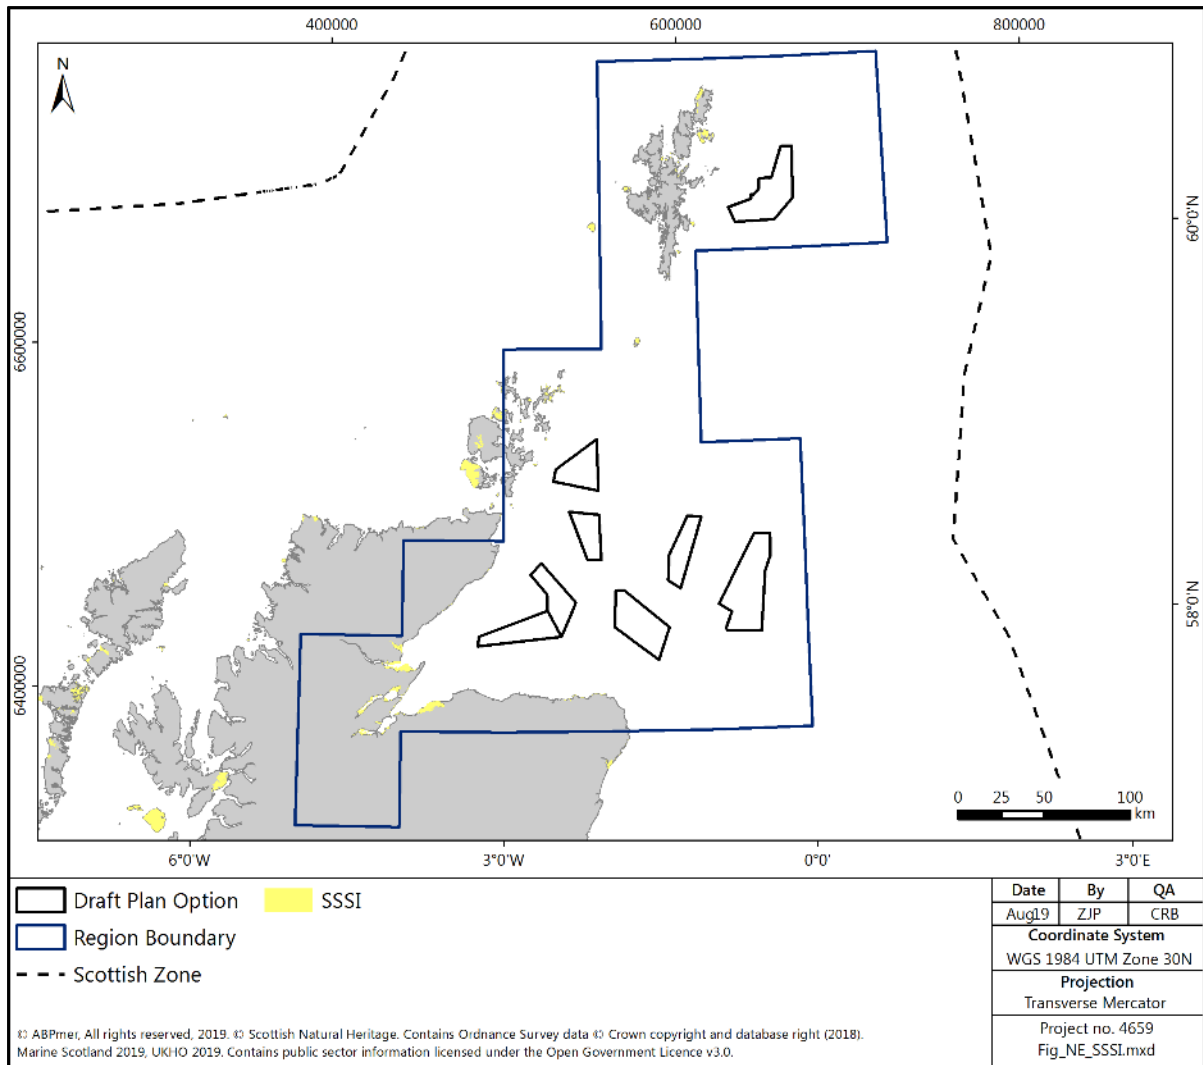 400000 600000 800000
N
60°0'N
6600000
58°0'N
6400000
0 25 50 100
km
6°0'W 3°0'W 0°0' 3°0'E
Draft Plan Option SSSI
Region Boundary
Scottish Zone
Date By QA
Aug19 ZJP CRB
Coordinate System
WGS 1984 UTM Zone 30N
Projection
Transverse Mercator
Project no. 4659
Fig_NE_SSSI.mxd
© ABPmer, All rights reserved, 2019. © Scottish Natural Heritage. Contains Ordnance Survey data © Crown copyright and database right (2018).
Marine Scotland 2019, UKHO 2019. Contains public sector information licensed under the Open Government Licence v3.0.